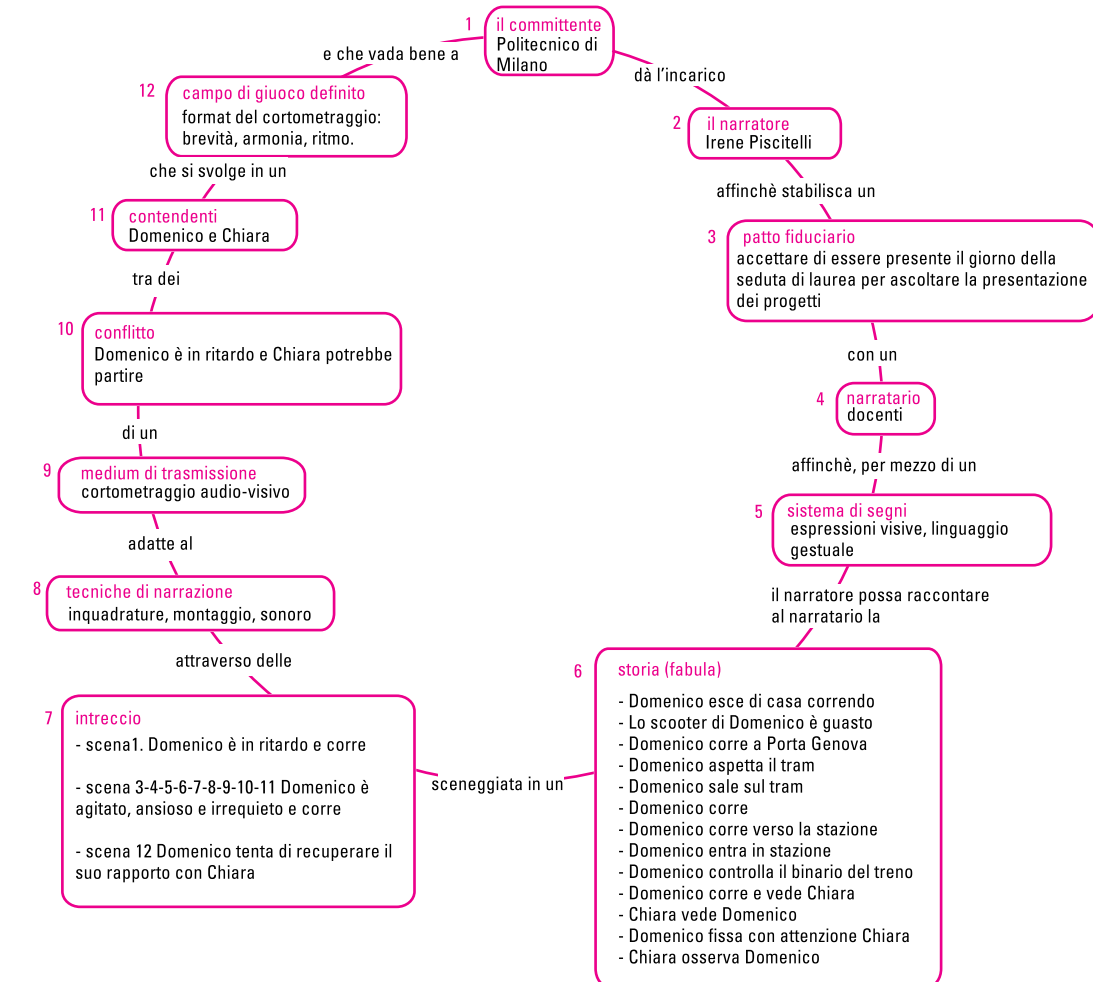 1
il committente
Politecnico di
Milano
dà l'incarico
2
il narratore
Irene Piscitelli
affinchè stabilisca un
3
patto fiduciario
accettare di essere presente il giorno della
seduta di laurea per ascoltare la presentazione
dei progetti
con un
4
narratario
docenti
affinchè, per mezzo di un
5
sistema di segni
espressioni visive, linguaggio
gestuale
il narratore possa raccontare
al narratario la
6
storia (fabula)
- Domenico esce di casa correndo
- Lo scooter di Domenico è guasto
- Domenico corre a Porta Genova
- Domenico aspetta il tram
- Domenico sale sul tram
- Domenico corre
- Domenico corre verso la stazione
- Domenico entra in stazione
- Domenico controlla il binario del treno
- Domenico corre e vede Chiara
- Chiara vede Domenico
- Domenico fissa con attenzione Chiara
- Chiara osserva Domenico
sceneggiata in un
7
intreccio
- scena1. Domenico è in ritardo e corre
- scena 3-4-5-6-7-8-9-10-11 Domenico è
agitato, ansioso e irrequieto e corre
- scena 12 Domenico tenta di recuperare il
suo rapporto con Chiara
attraverso delle
8
tecniche di narrazione
inquadrature, montaggio, sonoro
adatte al
9
medium di trasmissione
cortometraggio audio-visivo
di un
10
conflitto
Domenico è in ritardo e Chiara potrebbe
partire
tra dei
11
contendenti
Domenico e Chiara
che si svolge in un
12
campo di giuoco definito
format del cortometraggio:
brevità, armonia, ritmo.
e che vada bene a